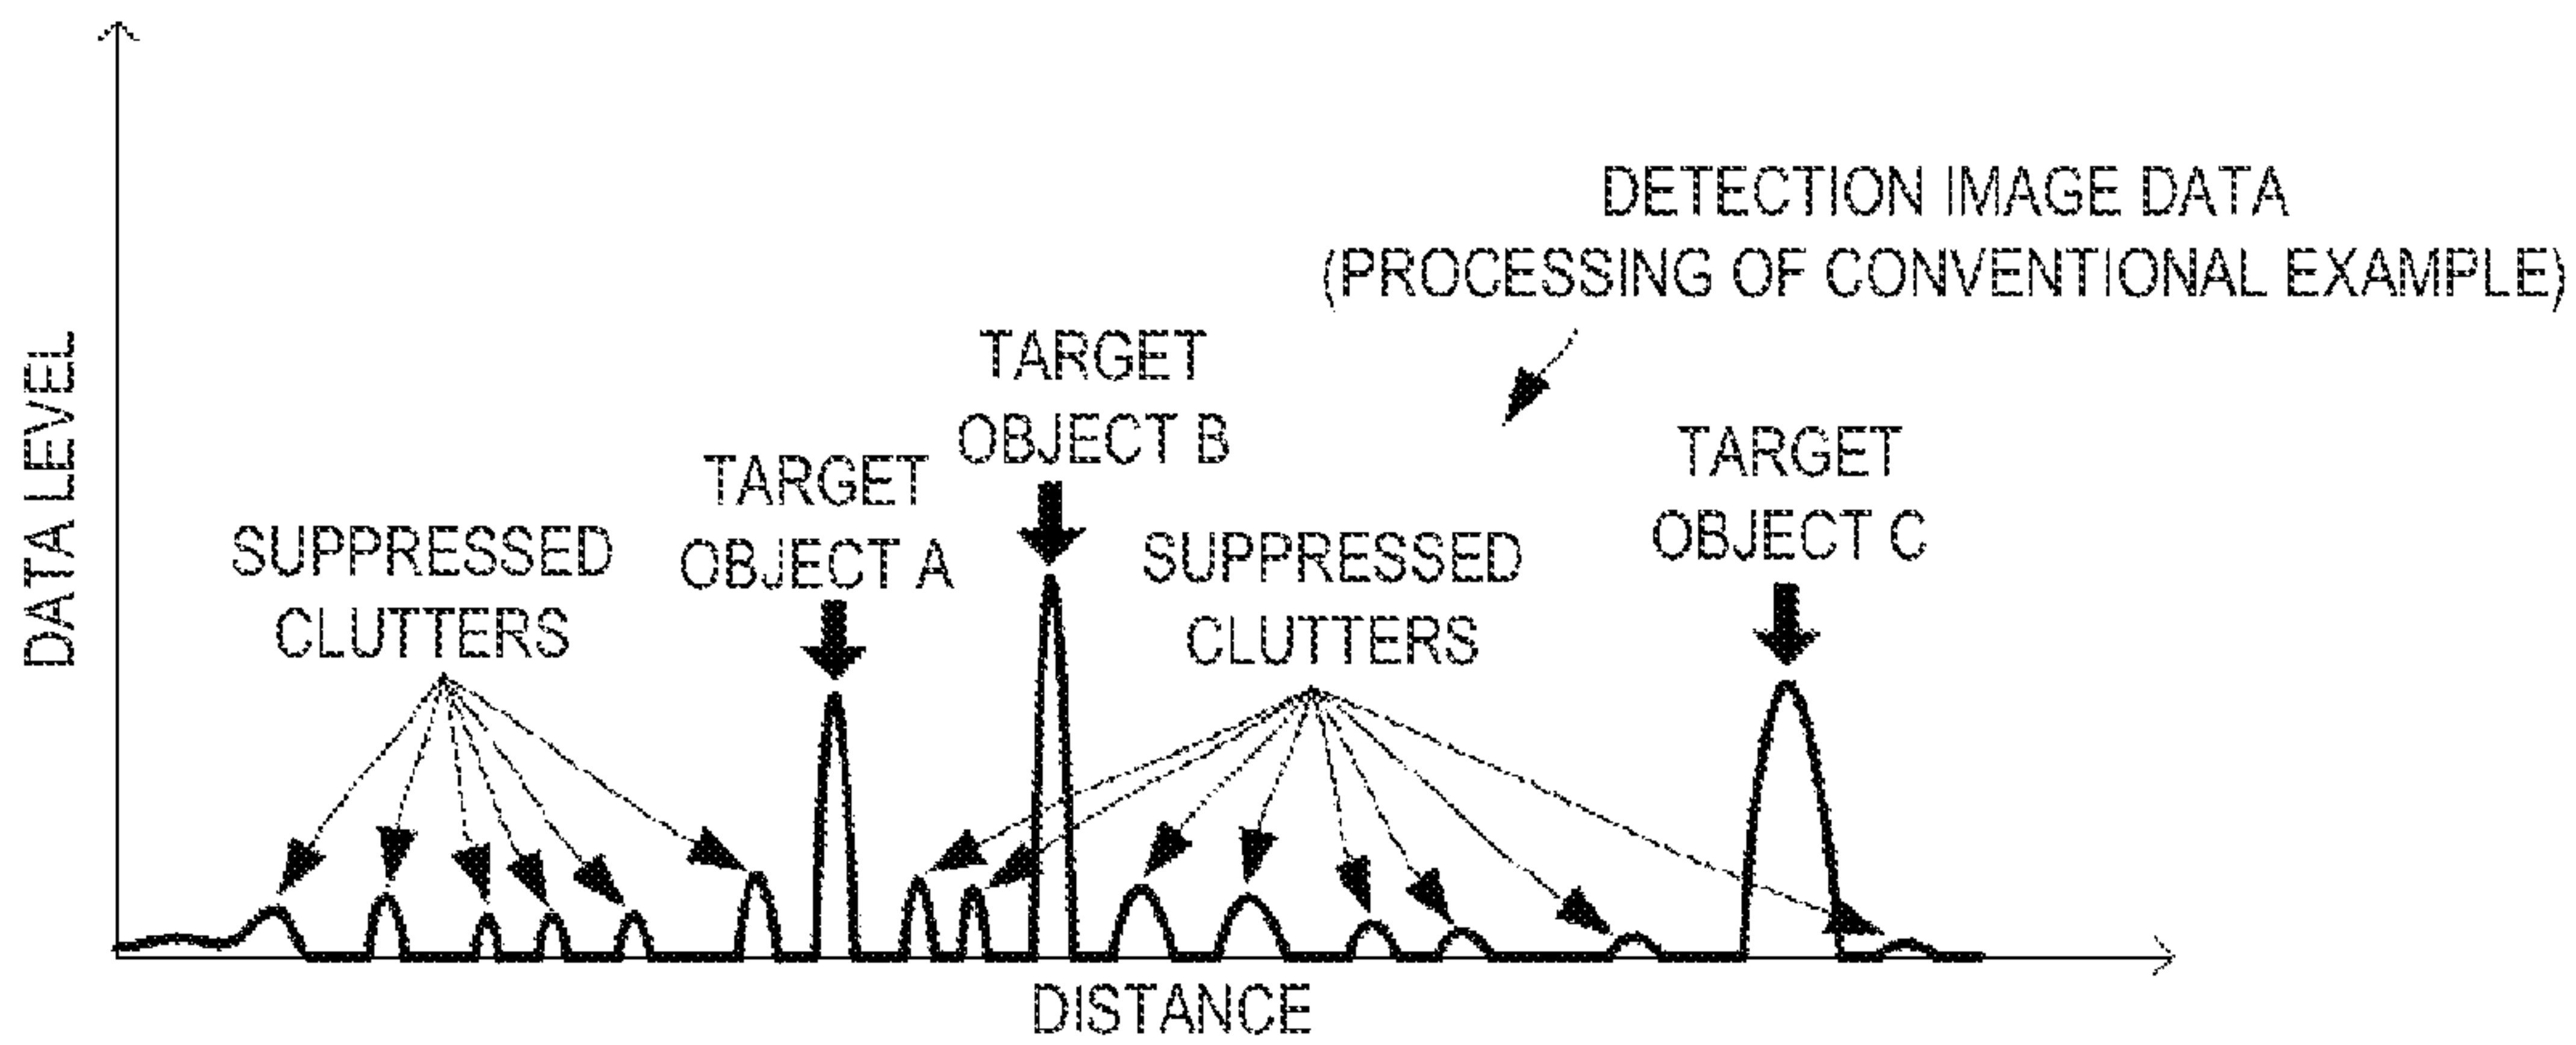 DETECTION IMAGE DATA
(PROCESSING OF CONVENTIONAL EXAMPLE)
TARGET
OBJECT B
TARGET
OBJECT C
TARGET
OBJECT A
SUPPRESSED
CLUTTERS
SUPPRESSED
CLUTTERS
DATA LEVEL
DISTANCE